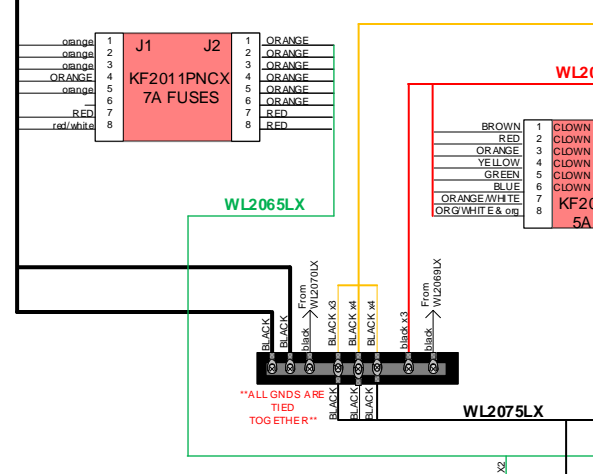 J1 J2
KF2011PNCX
7A FUSES
orange 1
orange 2
orange 3
ORANGE 4
orange 5
6
RED 7
red/white 8
1 ORANGE
2 ORANGE
3 ORANGE
4 ORANGE
5 ORANGE
6 ORANGE
7 RED
8 RED
WL20
BROWN 1 CLOWN
RED 2 CLOWN
ORANGE 3 CLOWN
YELLOW 4 CLOWN
GREEN 5 CLOWN
BLUE 6 CLOWN
ORANGE/WHITE 7
ORG/WHITE & org 8
KF20
5A
WL2065LX
BLACK
BLACK
black
From
WL2070LX
BLACK x3
BLACK x4
BLACK x4
black x3
black
From
WL2069LX
**ALL GNDS ARE
TIED
TOGETHER**
BLACK
BLACK
BLACK
WL2075LX
X2